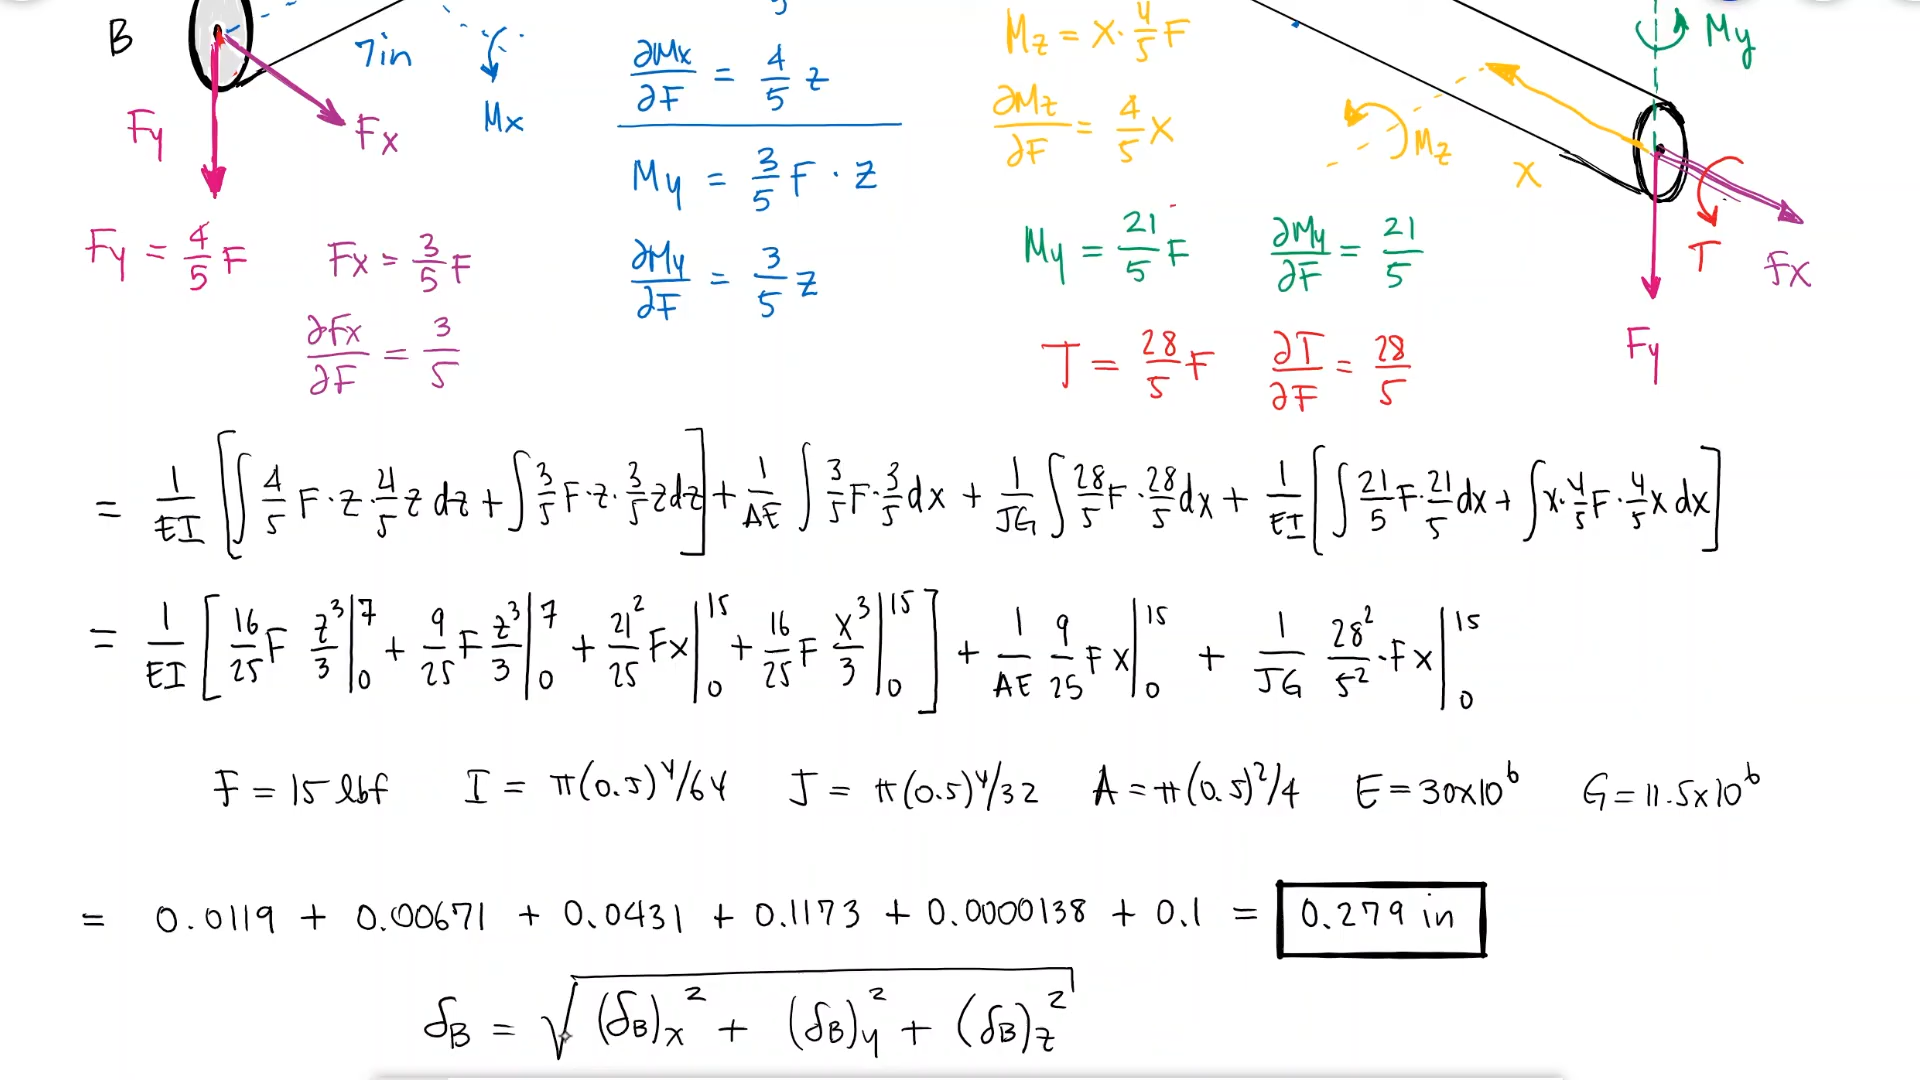 B
7in
Mx
Fy
Fx
Fy = 4/5 F
Fx = 3/5 F
∂Fx/∂F = 3/5
∂Mx/∂F = 4/5 z
My = 3/5 F · z
∂My/∂F = 3/5 z
Mz = x · 4/5 F
∂Mz/∂F = 4/5 x
My = 21/5 F
∂My/∂F = 21/5
T = 28/5 F
∂T/∂F = 28/5
My
Mz
x
T
Fx
Fy
= 1/EI [∫ 4/5 F · z · 4/5 z dz + ∫ 3/5 F · z · 3/5 z dz] + 1/AE ∫ 3/5 F · 3/5 dx + 1/JG ∫ 28/5 F · 28/5 dx + 1/EI [∫ 21/5 F · 21/5 dx + ∫ x · 4/5 F · 4/5 x dx]
= 1/EI [16/25 F z³/3 |₀⁷ + 9/25 F z³/3 |₀⁷ + 21²/25 Fx |₀¹⁵ + 16/25 F x³/3 |₀¹⁵] + 1/AE 9/25 F x |₀¹⁵ + 1/JG 28²/5² · F x |₀¹⁵
F = 15 lbf I = π(0.5)⁴/64 J = π(0.5)⁴/32 A = π(0.5)²/4 E = 30x10⁶ G = 11.5x10⁶
= 0.0119 + 0.00671 + 0.0431 + 0.1173 + 0.0000138 + 0.1 = 0.279 in
δB = √((δB)x² + (δB)y² + (δB)z²)